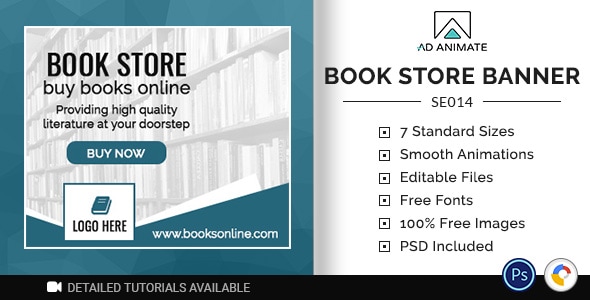 BOOK STORE
buy books online
Providing high quality
literature at your doorstep
BUY NOW
LOGO HERE
www.booksonline.com
AD ANIMATE
BOOK STORE BANNER
SE014
7 Standard Sizes
Smooth Animations
Editable Files
Free Fonts
100% Free Images
PSD Included
DETAILED TUTORIALS AVAILABLE
Ps